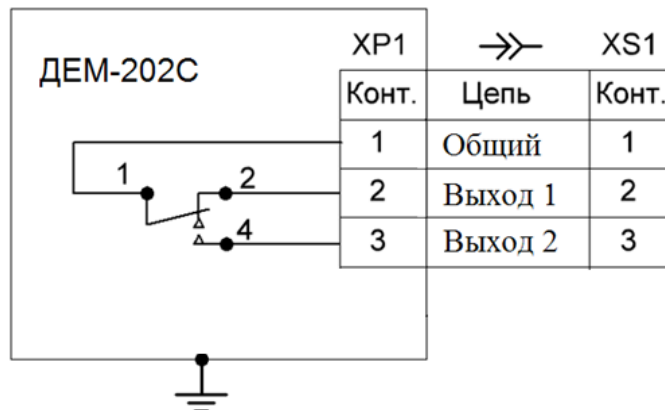 ДЕМ-202С
XP1 XS1
Конт. Цепь Конт.
1 Общий 1
2 Выход 1 2
3 Выход 2 3
1 2
4